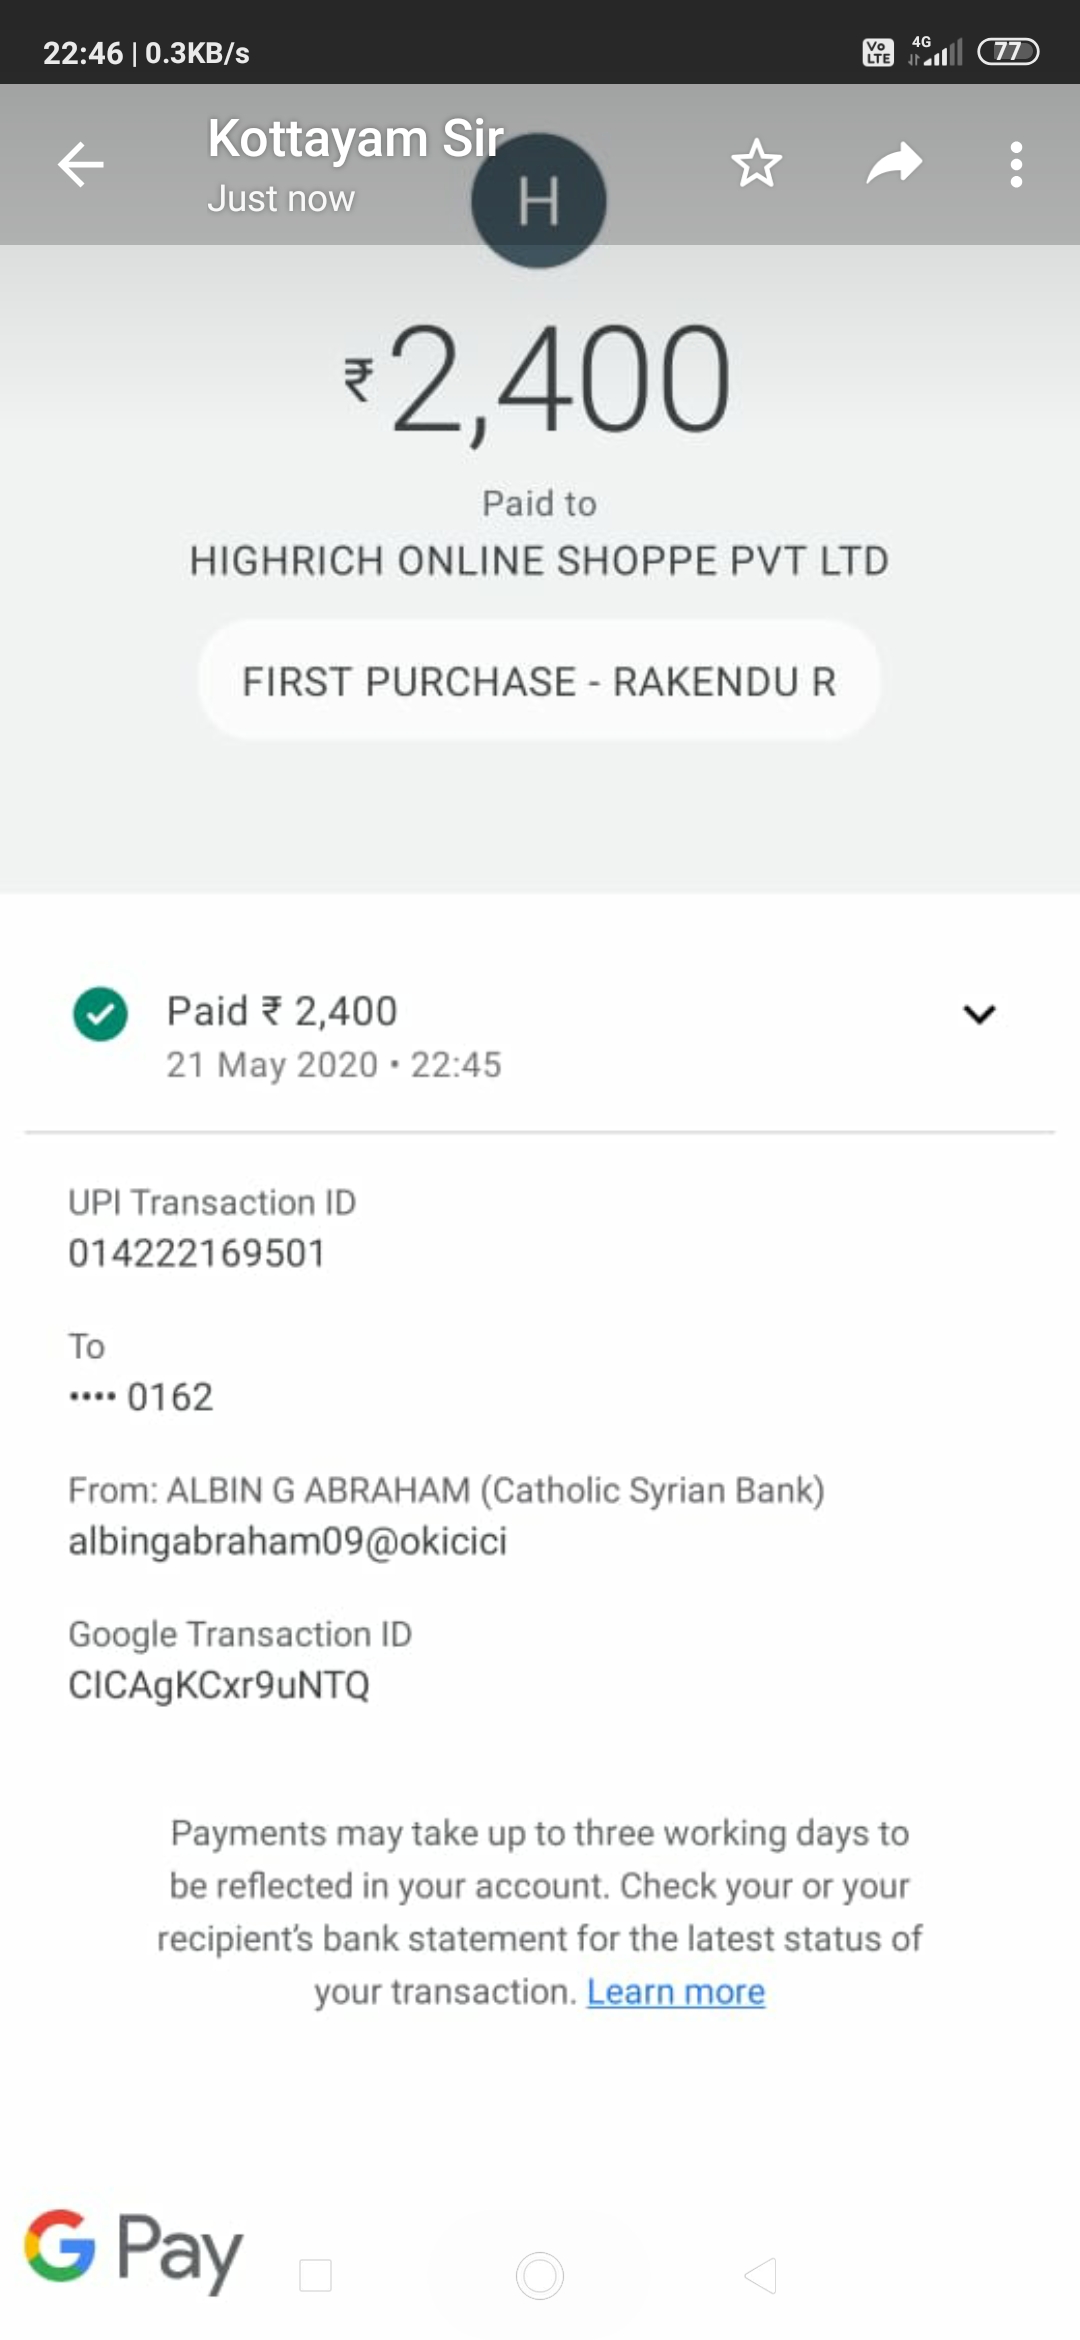 22:46 | 0.3KB/s
Vo LTE 4G 77
Kottayam Sir
Just now
H
₹2,400
Paid to
HIGHRICH ONLINE SHOPPE PVT LTD
FIRST PURCHASE - RAKENDU R
Paid ₹ 2,400
21 May 2020 • 22:45
UPI Transaction ID
014222169501
To
•••• 0162
From: ALBIN G ABRAHAM (Catholic Syrian Bank)
albingabraham09@okicici
Google Transaction ID
CICAgKCxr9uNTQ
Payments may take up to three working days to
be reflected in your account. Check your or your
recipient's bank statement for the latest status of
your transaction. Learn more
G Pay